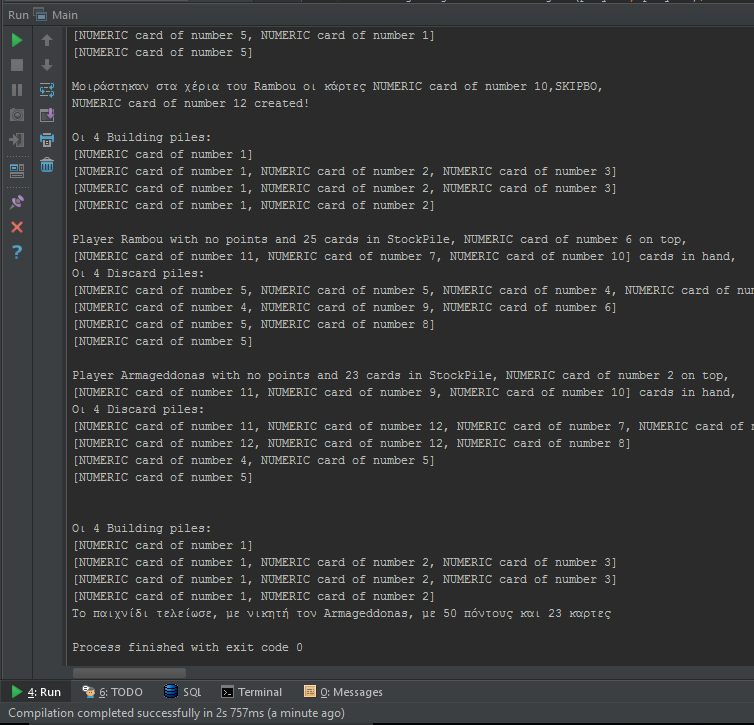 Run Main
[NUMERIC card of number 5, NUMERIC card of number 1]
[NUMERIC card of number 5]
Μοιράστηκαν στα χέρια του Rambou οι κάρτες NUMERIC card of number 10,SKIPBO,
NUMERIC card of number 12 created!
Οι 4 Building piles:
[NUMERIC card of number 1]
[NUMERIC card of number 1, NUMERIC card of number 2, NUMERIC card of number 3]
[NUMERIC card of number 1, NUMERIC card of number 2, NUMERIC card of number 3]
[NUMERIC card of number 1, NUMERIC card of number 2]
Player Rambou with no points and 25 cards in StockPile, NUMERIC card of number 6 on top,
[NUMERIC card of number 11, NUMERIC card of number 7, NUMERIC card of number 10] cards in hand,
Οι 4 Discard piles:
[NUMERIC card of number 5, NUMERIC card of number 5, NUMERIC card of number 4, NUMERIC card of
[NUMERIC card of number 4, NUMERIC card of number 9, NUMERIC card of number 6]
[NUMERIC card of number 5, NUMERIC card of number 8]
[NUMERIC card of number 5]
Player Armageddonas with no points and 23 cards in StockPile, NUMERIC card of number 2 on top,
[NUMERIC card of number 11, NUMERIC card of number 9, NUMERIC card of number 10] cards in hand,
Οι 4 Discard piles:
[NUMERIC card of number 11, NUMERIC card of number 12, NUMERIC card of number 7, NUMERIC card of
[NUMERIC card of number 12, NUMERIC card of number 12, NUMERIC card of number 8]
[NUMERIC card of number 4, NUMERIC card of number 5]
[NUMERIC card of number 5]
Οι 4 Building piles:
[NUMERIC card of number 1]
[NUMERIC card of number 1, NUMERIC card of number 2, NUMERIC card of number 3]
[NUMERIC card of number 1, NUMERIC card of number 2, NUMERIC card of number 3]
[NUMERIC card of number 1, NUMERIC card of number 2]
Το παιχνίδι τελείωσε, με νικητή τον Armageddonas, με 50 πόντους και 23 καρτες
Process finished with exit code 0
4: Run 6: TODO SQL Terminal 0: Messages
Compilation completed successfully in 2s 757ms (a minute ago)